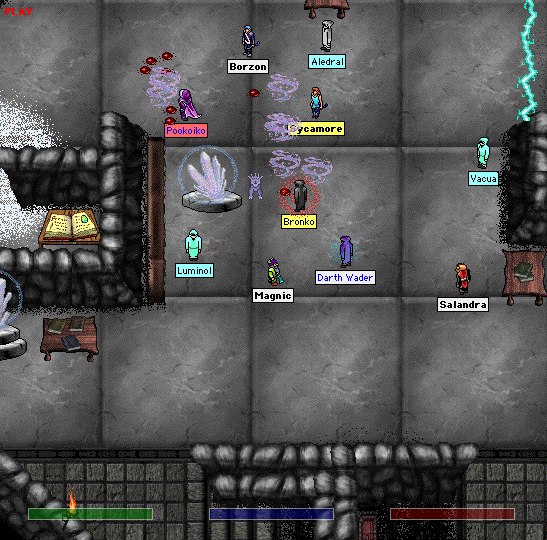 PLAY
Borzon
Aledral
Pookoiko
Sycamore
Vacua
Bronko
Luminol
Magnic
Darth Wader
Salandra